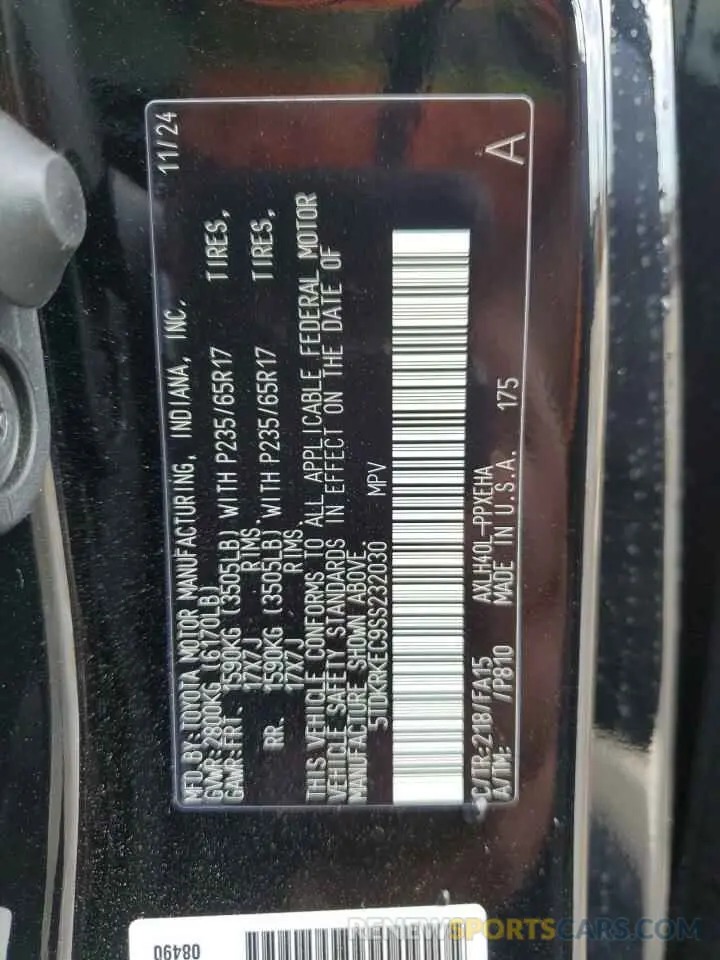 MFD. BY: TOYOTA MOTOR MANUFACTURING, INDIANA, INC. 11/24
GVWR: 2800KG (6170LB)
GAWR: FRT. 1590KG (3505LB) WITH P235/65R17 TIRES,
17X7J RIMS.
RR. 1590KG (3505LB) WITH P235/65R17 TIRES,
17X7J RIMS.
THIS VEHICLE CONFORMS TO ALL APPLICABLE FEDERAL MOTOR
VEHICLE SAFETY STANDARDS IN EFFECT ON THE DATE OF
MANUFACTURE SHOWN ABOVE.
5TDKRKEC9SS232030 MPV
C/TR: 218/FA15 AXLH40L-PPXEHA A
A/TM: /P810 MADE IN U.S.A. 175
08490
RENEWSPORTCAR.COM